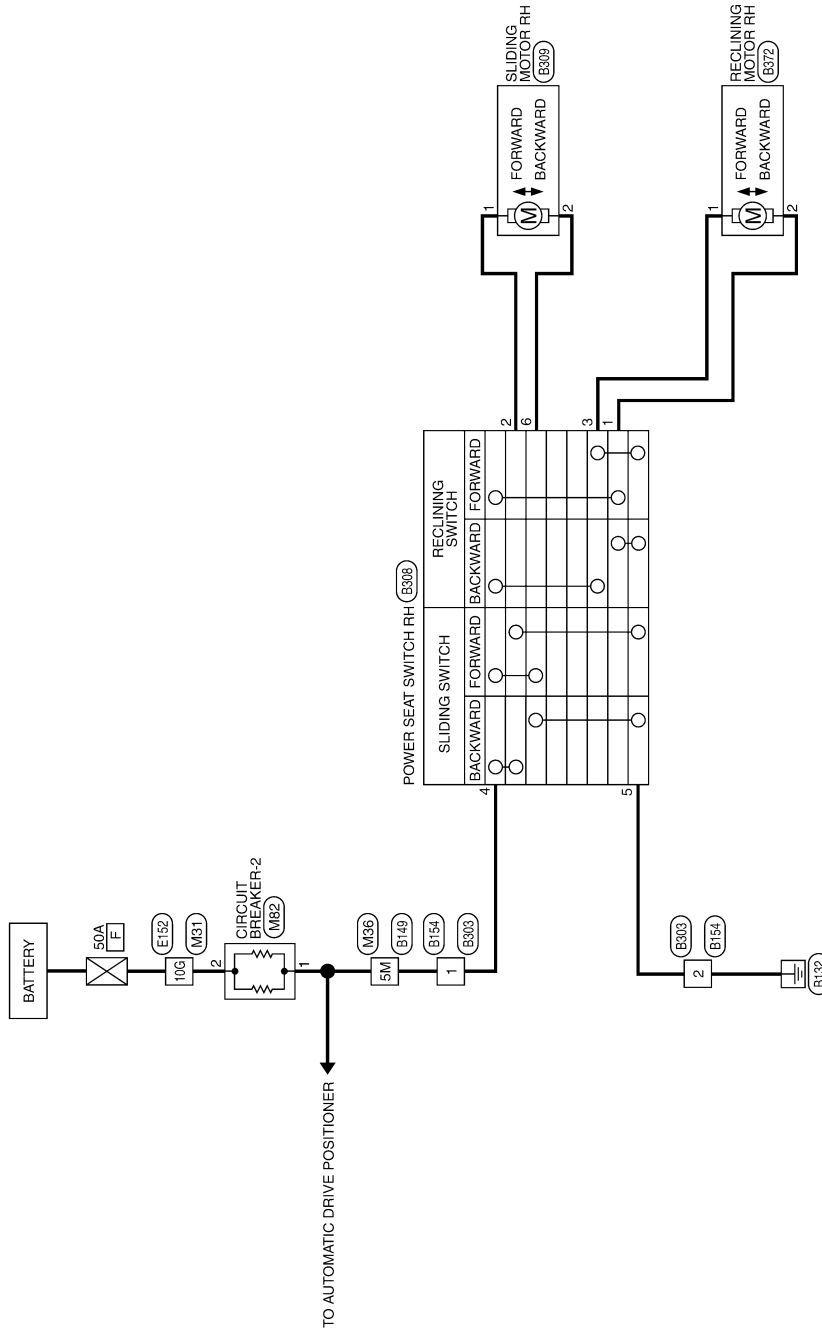 BATTERY
50A
F
10G
E152
M31
2
CIRCUIT
BREAKER-2
M82
1
TO AUTOMATIC DRIVE POSITIONER
5M
M36
B149
1
B154
B303
POWER SEAT SWITCH RH
B308
SLIDING SWITCH
RECLINING
SWITCH
BACKWARD
FORWARD
BACKWARD
FORWARD
4
5
2
6
3
1
2
B303
B154
B132
1
M
2
FORWARD
BACKWARD
SLIDING
MOTOR RH
B309
1
M
2
FORWARD
BACKWARD
RECLINING
MOTOR RH
B372